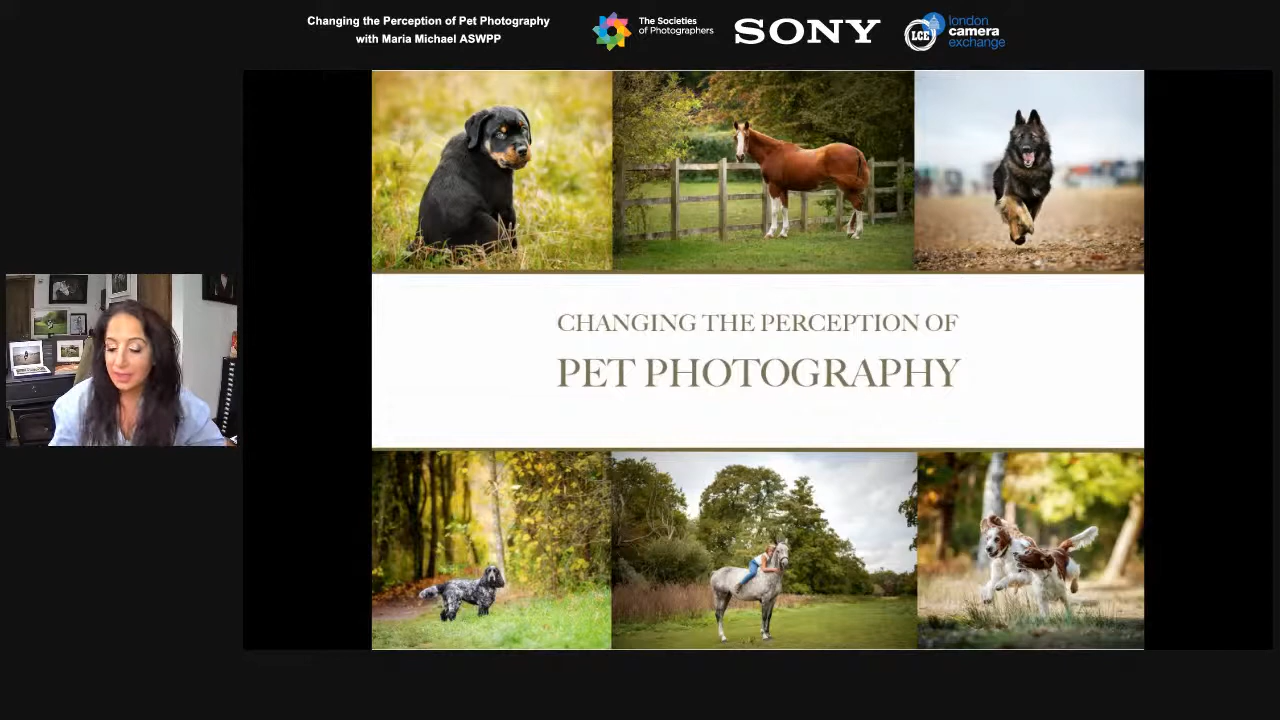 Changing the Perception of Pet Photography
with Maria Michael ASWPP
The Societies
of Photographers
SONY
LCE
london
camera
exchange
CHANGING THE PERCEPTION OF
PET PHOTOGRAPHY